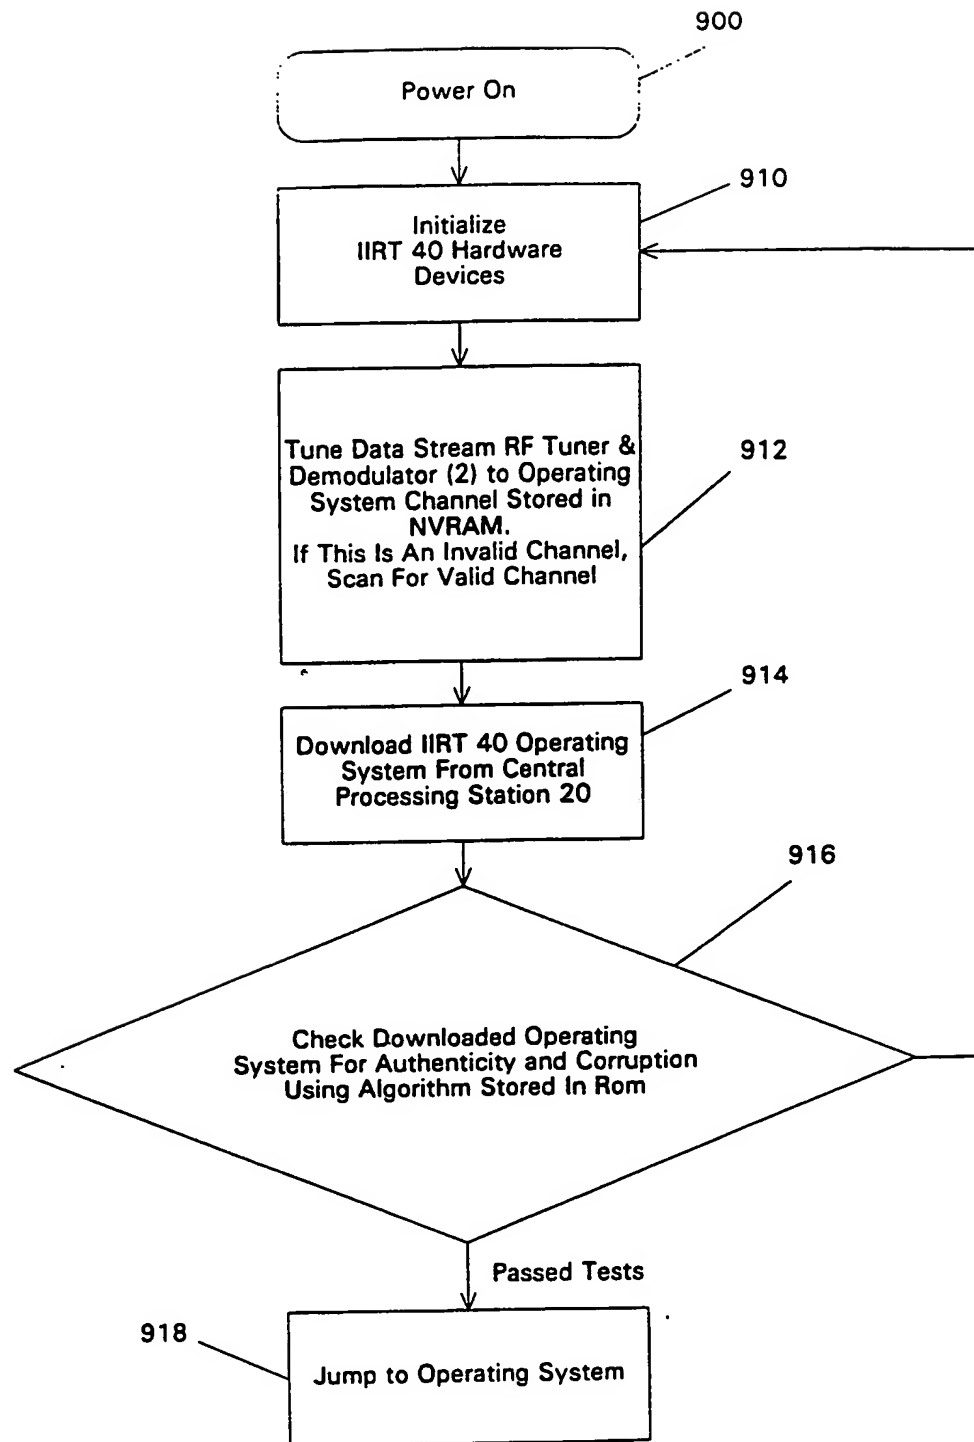 900
Power On
910
Initialize
IIRT 40 Hardware
Devices
Tune Data Stream RF Tuner &
Demodulator (2) to Operating
System Channel Stored in
NVRAM.
If This Is An Invalid Channel,
Scan For Valid Channel
912
914
Download IIRT 40 Operating
System From Central
Processing Station 20
916
Check Downloaded Operating
System For Authenticity and Corruption
Using Algorithm Stored In Rom
Passed Tests
918
Jump to Operating System